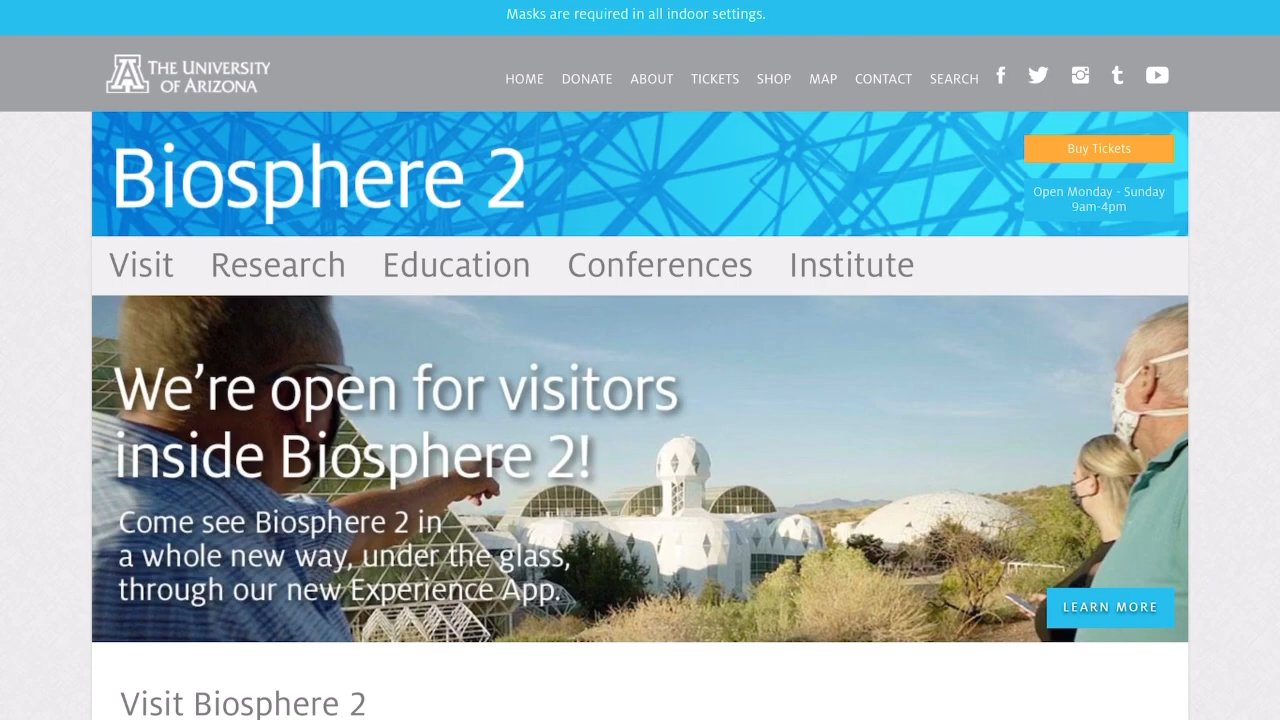 Masks are required in all indoor settings.
THE UNIVERSITY
OF ARIZONA
HOME DONATE ABOUT TICKETS SHOP MAP CONTACT SEARCH
Biosphere 2
Buy Tickets
Open Monday - Sunday
9am-4pm
Visit Research Education Conferences Institute
We're open for visitors
inside Biosphere 2!
Come see Biosphere 2 in
a whole new way, under the glass,
through our new Experience App.
LEARN MORE
Visit Biosphere 2